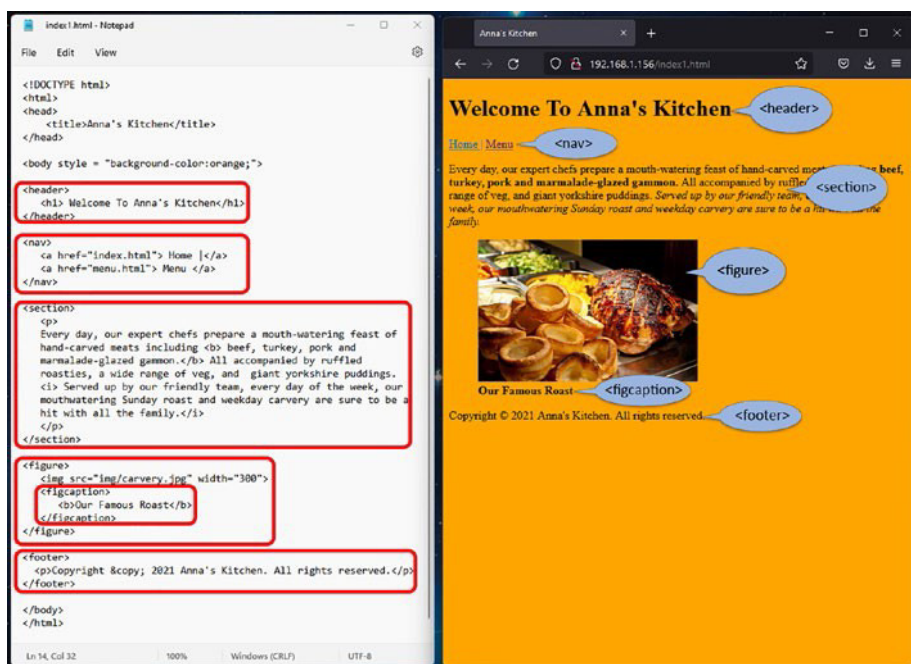 index1.html - Notepad
File Edit View
<!DOCTYPE html>
<html>
<head>
<title>Anna's Kitchen</title>
</head>
<body style = "background-color:orange;">
<header>
<h1> Welcome To Anna's Kitchen</h1>
</header>
<nav>
<a href="index.html"> Home |</a>
<a href="menu.html"> Menu </a>
</nav>
<section>
<p>
Every day, our expert chefs prepare a mouth-watering feast of
hand-carved meats including <b> beef, turkey, pork and
marmalade-glazed gammon.</b> All accompanied by ruffled
roasties, a wide range of veg, and giant yorkshire puddings.
<i> Served up by our friendly team, every day of the week, our
mouthwatering Sunday roast and weekday carvery are sure to be a
hit with all the family.</i>
</p>
</section>
<figure>
<img src="img/carvery.jpg" width="300">
<figcaption>
<b>Our Famous Roast</b>
</figcaption>
</figure>
<footer>
<p>Copyright &copy; 2021 Anna's Kitchen. All rights reserved.</p>
</footer>
</body>
</html>
Ln 14, Col 32 100% Windows (CRLF) UTF-8
Anna's Kitchen
192.168.1.156/index1.html
Welcome To Anna's Kitchen
<header>
Home | Menu
<nav>
Every day, our expert chefs prepare a mouth-watering feast of hand-carved beef,
turkey, pork and marmalade-glazed gammon. All accompanied by
<section>
range of veg, and giant yorkshire puddings. Served up by our friendly team,
week, our mouthwatering Sunday roast and weekday carvery are sure to be a
family.
<figure>
Our Famous Roast
<figcaption>
Copyright © 2021 Anna's Kitchen. All rights reserved
<footer>